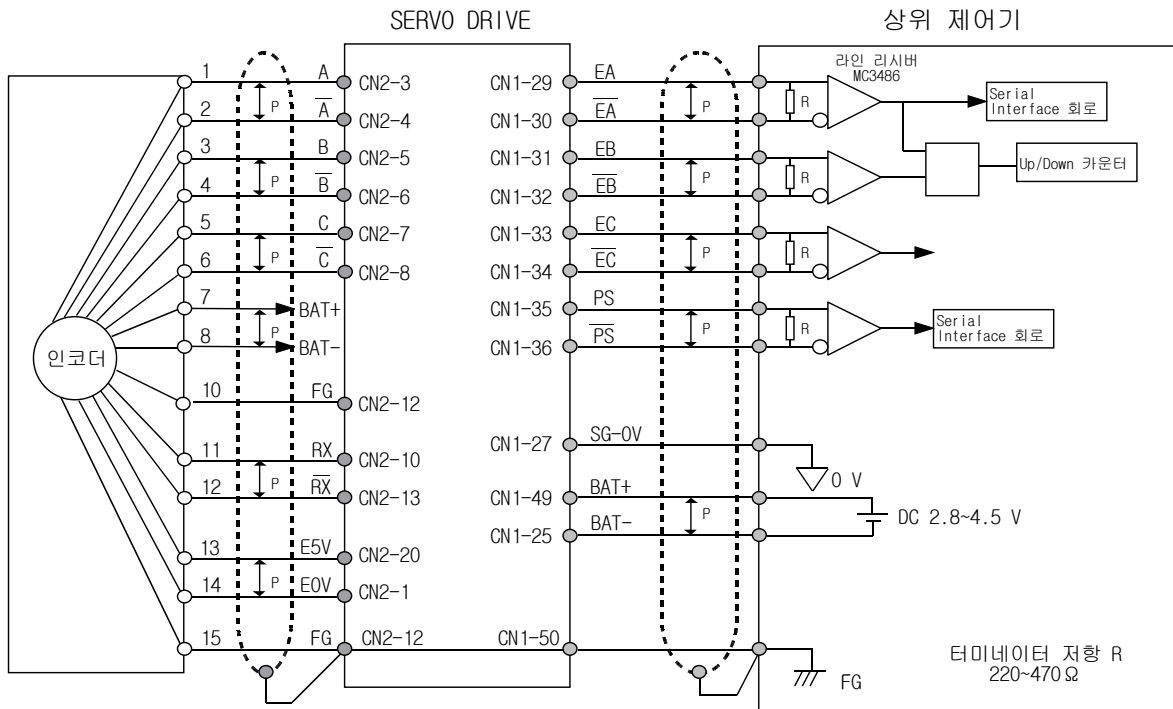 SERVO DRIVE
상위 제어기
라인 리시버
MC3486
1 A CN2-3 CN1-29 EA
P P R
Serial
Interface 회로
2 A̅ CN2-4 CN1-30 E̅A̅
3 B CN2-5 CN1-31 EB
P P R
Up/Down 카운터
4 B̅ CN2-6 CN1-32 E̅B̅
5 C CN2-7 CN1-33 EC
P P R
6 C̅ CN2-8 CN1-34 E̅C̅
7 BAT+ CN1-35 PS
P P R
Serial
Interface 회로
8 BAT- CN1-36 P̅S̅
인코더
10 FG CN2-12
CN1-27 SG-0V
0 V
11 RX CN2-10
P
12 R̅X̅ CN2-13
CN1-49 BAT+
P
DC 2.8~4.5 V
CN1-25 BAT-
13 E5V CN2-20
P
14 E0V CN2-1
15 FG CN2-12 CN1-50
FG
터미네이터 저항 R
220~470 Ω